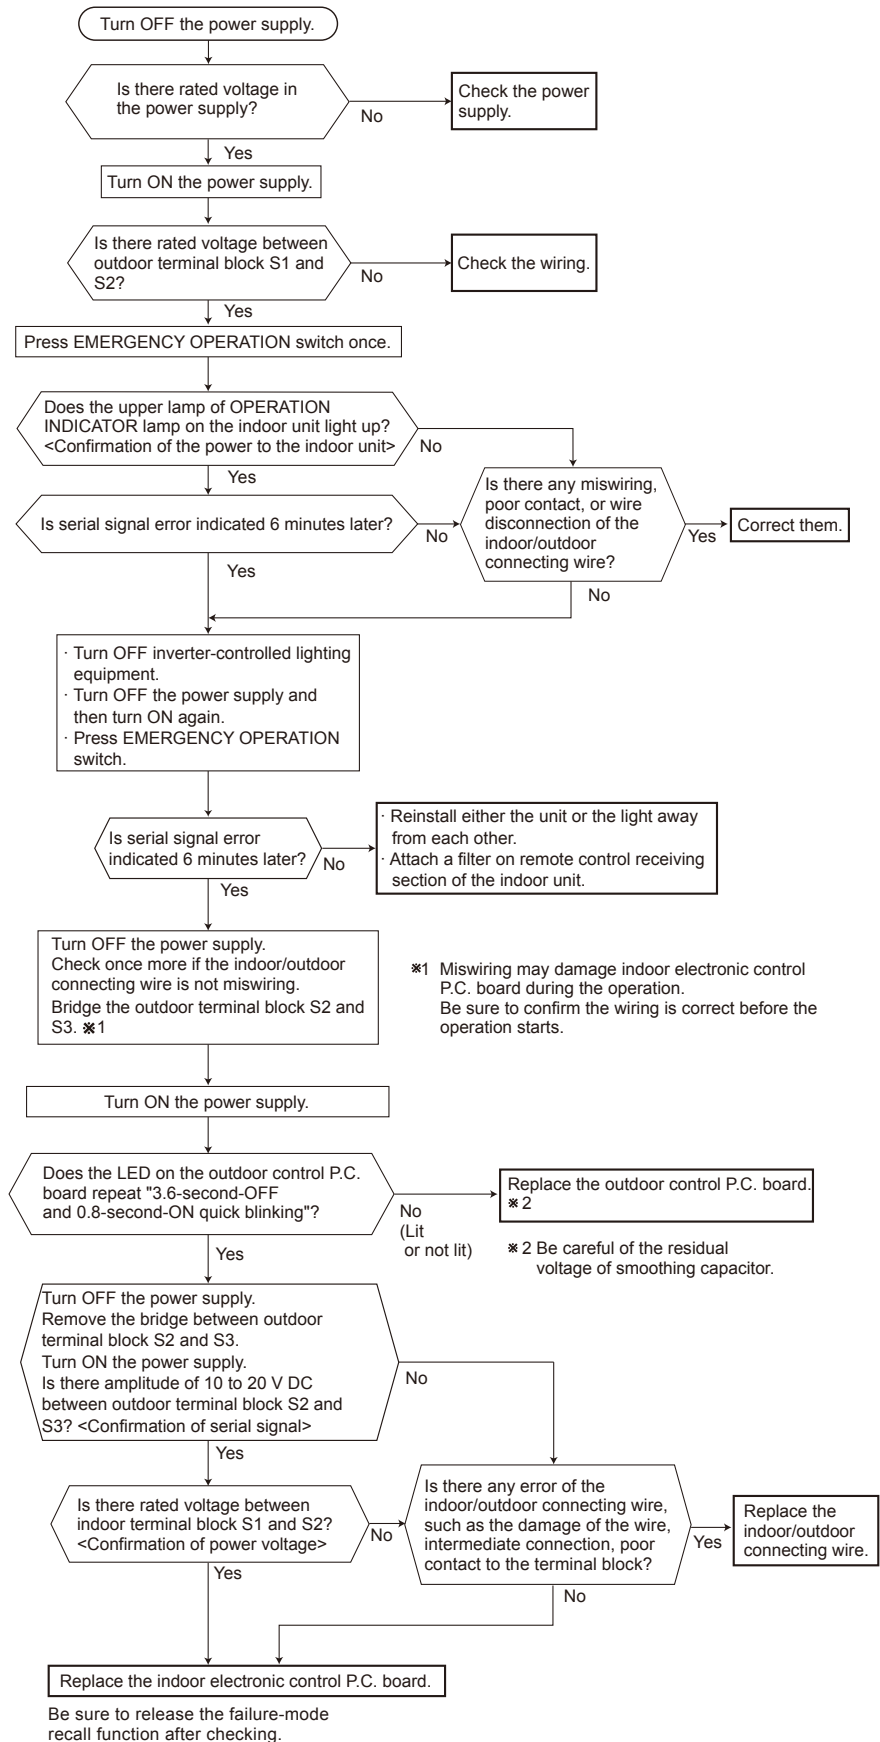 Turn OFF the power supply.
Is there rated voltage in
the power supply?
No
Check the power
supply.
Yes
Turn ON the power supply.
Is there rated voltage between
outdoor terminal block S1 and
S2?
No
Check the wiring.
Yes
Press EMERGENCY OPERATION switch once.
Does the upper lamp of OPERATION
INDICATOR lamp on the indoor unit light up?
<Confirmation of the power to the indoor unit>
No
Yes
Is serial signal error indicated 6 minutes later?
No
Is there any miswiring,
poor contact, or wire
disconnection of the
indoor/outdoor
connecting wire?
Yes
Correct them.
Yes
No
· Turn OFF inverter-controlled lighting
equipment.
· Turn OFF the power supply and
then turn ON again.
· Press EMERGENCY OPERATION
switch.
Is serial signal error
indicated 6 minutes later?
No
· Reinstall either the unit or the light away
from each other.
· Attach a filter on remote control receiving
section of the indoor unit.
Yes
Turn OFF the power supply.
Check once more if the indoor/outdoor
connecting wire is not miswiring.
Bridge the outdoor terminal block S2 and
S3. ※1
※1 Miswiring may damage indoor electronic control
P.C. board during the operation.
Be sure to confirm the wiring is correct before the
operation starts.
Turn ON the power supply.
Does the LED on the outdoor control P.C.
board repeat "3.6-second-OFF
and 0.8-second-ON quick blinking"?
No
(Lit
or not lit)
Replace the outdoor control P.C. board.
※2
※2 Be careful of the residual
voltage of smoothing capacitor.
Yes
Turn OFF the power supply.
Remove the bridge between outdoor
terminal block S2 and S3.
Turn ON the power supply.
Is there amplitude of 10 to 20 V DC
between outdoor terminal block S2 and
S3? <Confirmation of serial signal>
No
Yes
Is there rated voltage between
indoor terminal block S1 and S2?
<Confirmation of power voltage>
No
Is there any error of the
indoor/outdoor connecting wire,
such as the damage of the wire,
intermediate connection, poor
contact to the terminal block?
Yes
Replace the
indoor/outdoor
connecting wire.
Yes
No
Replace the indoor electronic control P.C. board.
Be sure to release the failure-mode
recall function after checking.